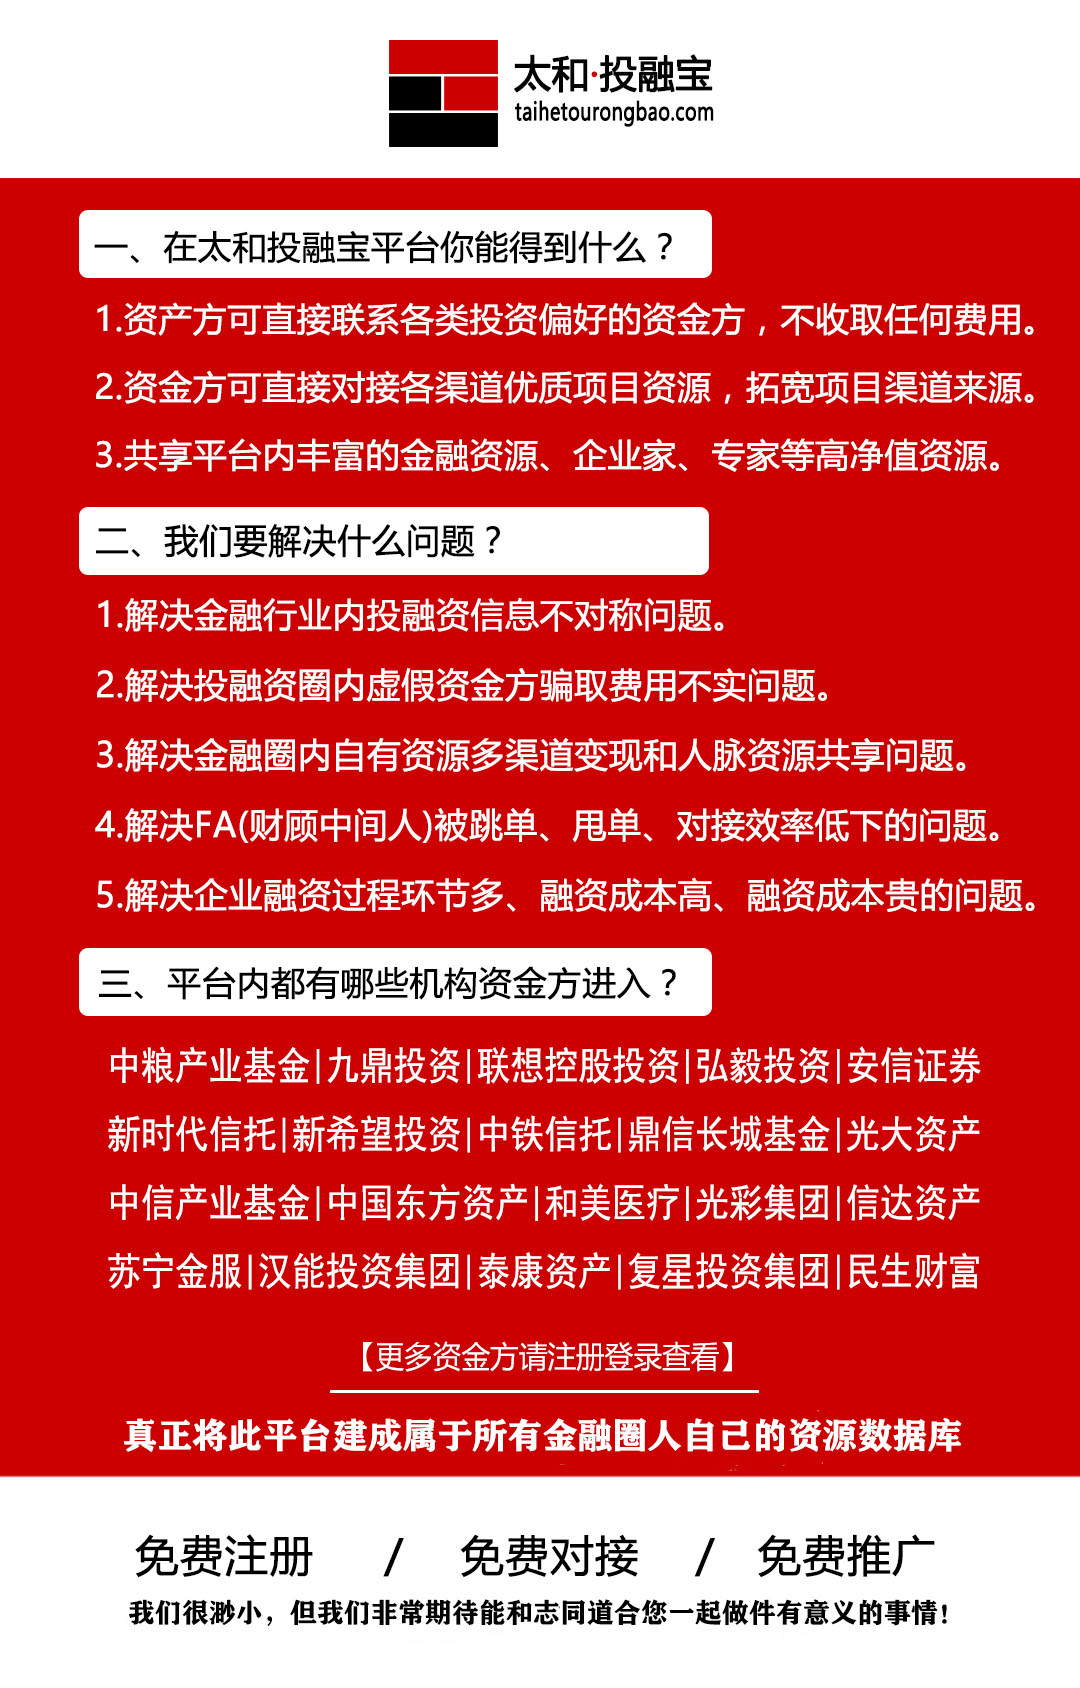 太和·投融宝
taihetourongbao.com
一、在太和投融宝平台你能得到什么？
1.资产方可直接联系各类投资偏好的资金方，不收取任何费用。
2.资金方可直接对接各渠道优质项目资源，拓宽项目渠道来源。
3.共享平台内丰富的金融资源、企业家、专家等高净值资源。
二、我们要解决什么问题？
1.解决金融行业内投融资信息不对称问题。
2.解决投融资圈内虚假资金方骗取费用不实问题。
3.解决金融圈内自有资源多渠道变现和人脉资源共享问题。
4.解决FA(财顾中间人)被跳单、甩单、对接效率低下的问题。
5.解决企业融资过程环节多、融资成本高、融资成本贵的问题。
三、平台内都有哪些机构资金方进入？
中粮产业基金|九鼎投资|联想控股投资|弘毅投资|安信证券
新时代信托|新希望投资|中铁信托|鼎信长城基金|光大资产
中信产业基金|中国东方资产|和美医疗|光彩集团|信达资产
苏宁金服|汉能投资集团|泰康资产|复星投资集团|民生财富
【更多资金方请注册登录查看】
真正将此平台建成属于所有金融圈人自己的资源数据库
免费注册 / 免费对接 / 免费推广
我们很渺小，但我们非常期待能和志同道合您一起做件有意义的事情！